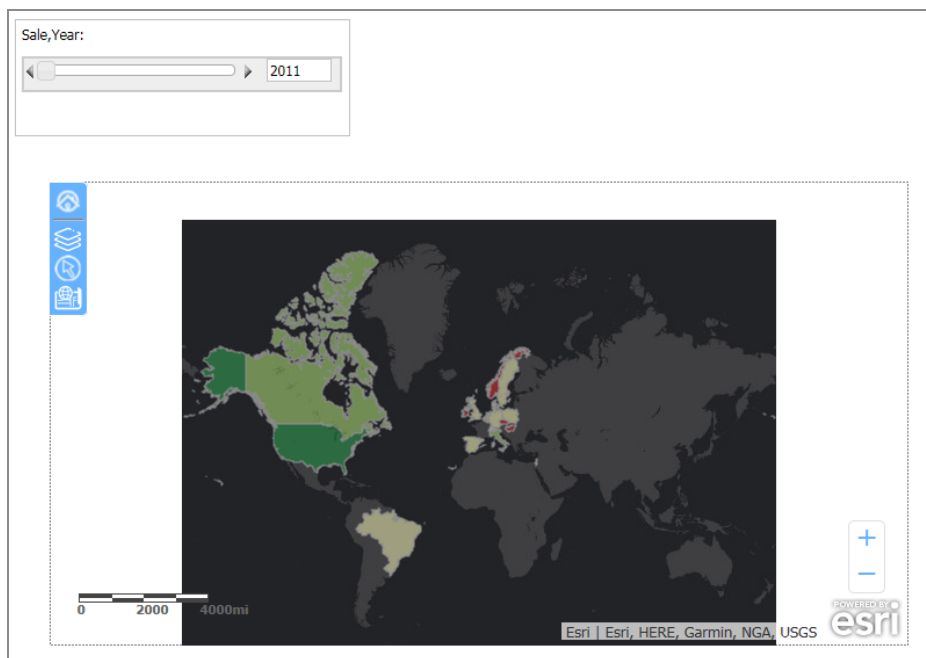 Sale,Year:
2011
0 2000 4000mi
Esri | Esri, HERE, Garmin, NGA, USGS
POWERED BY
esri